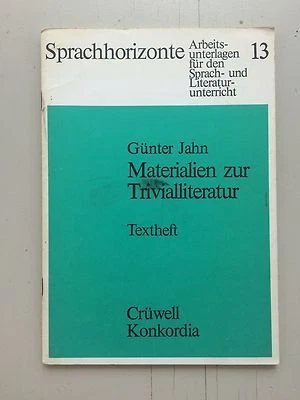 Sprachhorizonte
Arbeits-
unterlagen
für den
Sprach- und
Literatur-
unterricht
13
Günter Jahn
Materialien zur
Trivialliteratur
Textheft
Crüwell
Konkordia